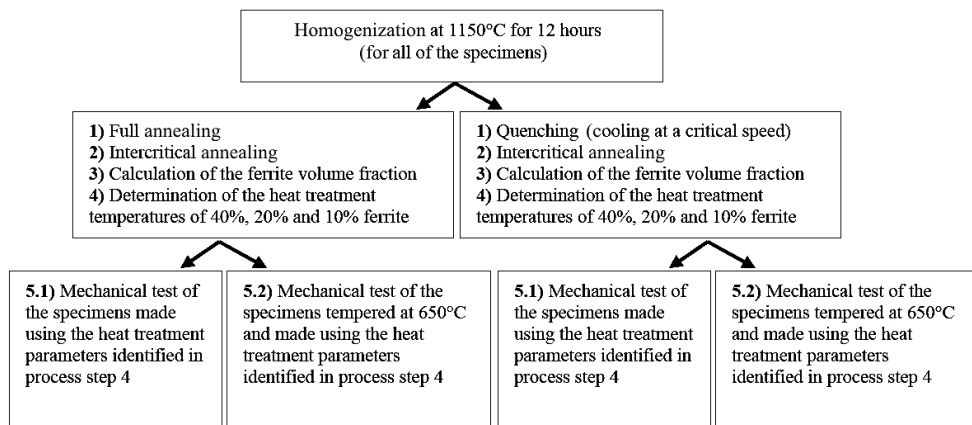 Homogenization at 1150°C for 12 hours
(for all of the specimens)
1) Full annealing
2) Intercritical annealing
3) Calculation of the ferrite volume fraction
4) Determination of the heat treatment
temperatures of 40%, 20% and 10% ferrite
1) Quenching (cooling at a critical speed)
2) Intercritical annealing
3) Calculation of the ferrite volume fraction
4) Determination of the heat treatment
temperatures of 40%, 20% and 10% ferrite
5.1) Mechanical test of
the specimens made
using the heat treatment
parameters identified in
process step 4
5.2) Mechanical test of the
specimens tempered at 650°C
and made using the heat
treatment parameters
identified in process step 4
5.1) Mechanical test of
the specimens made
using the heat treatment
parameters identified in
process step 4
5.2) Mechanical test of the
specimens tempered at 650°C
and made using the heat
treatment parameters
identified in process step 4